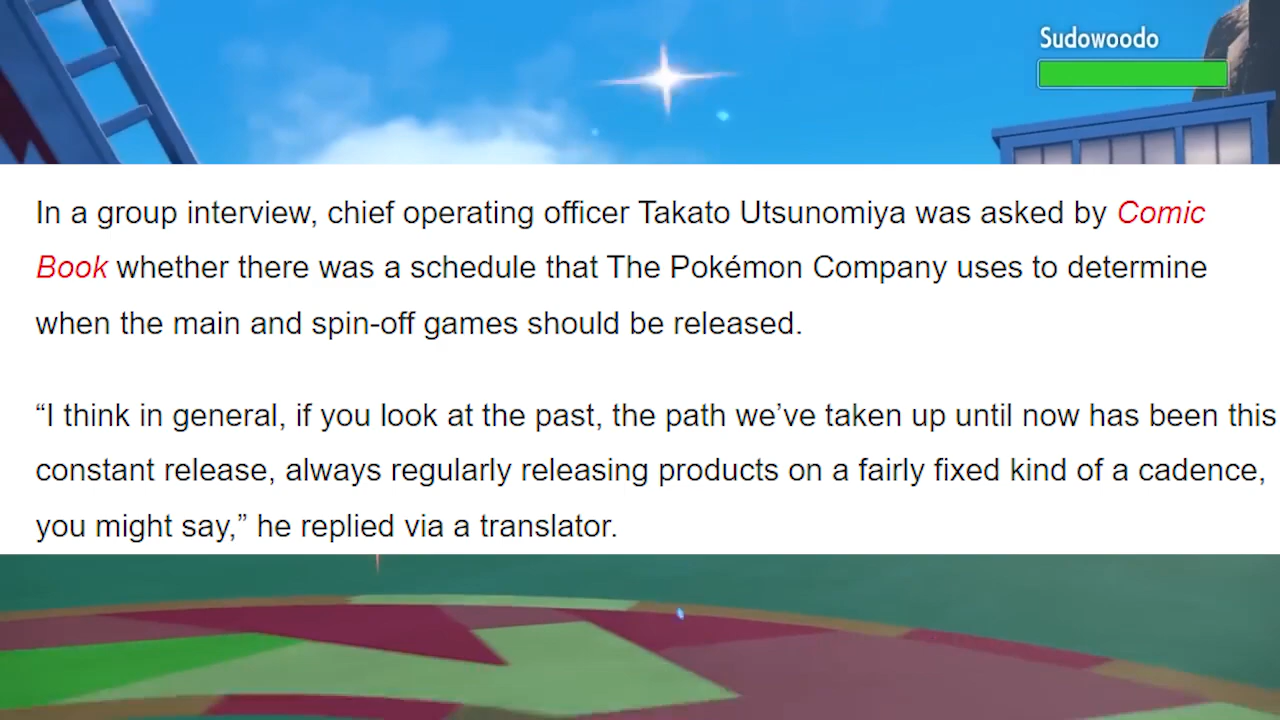 Sudowoodo
In a group interview, chief operating officer Takato Utsunomiya was asked by Comic
Book whether there was a schedule that The Pokémon Company uses to determine
when the main and spin-off games should be released.
“I think in general, if you look at the past, the path we’ve taken up until now has been this
constant release, always regularly releasing products on a fairly fixed kind of a cadence,
you might say,” he replied via a translator.